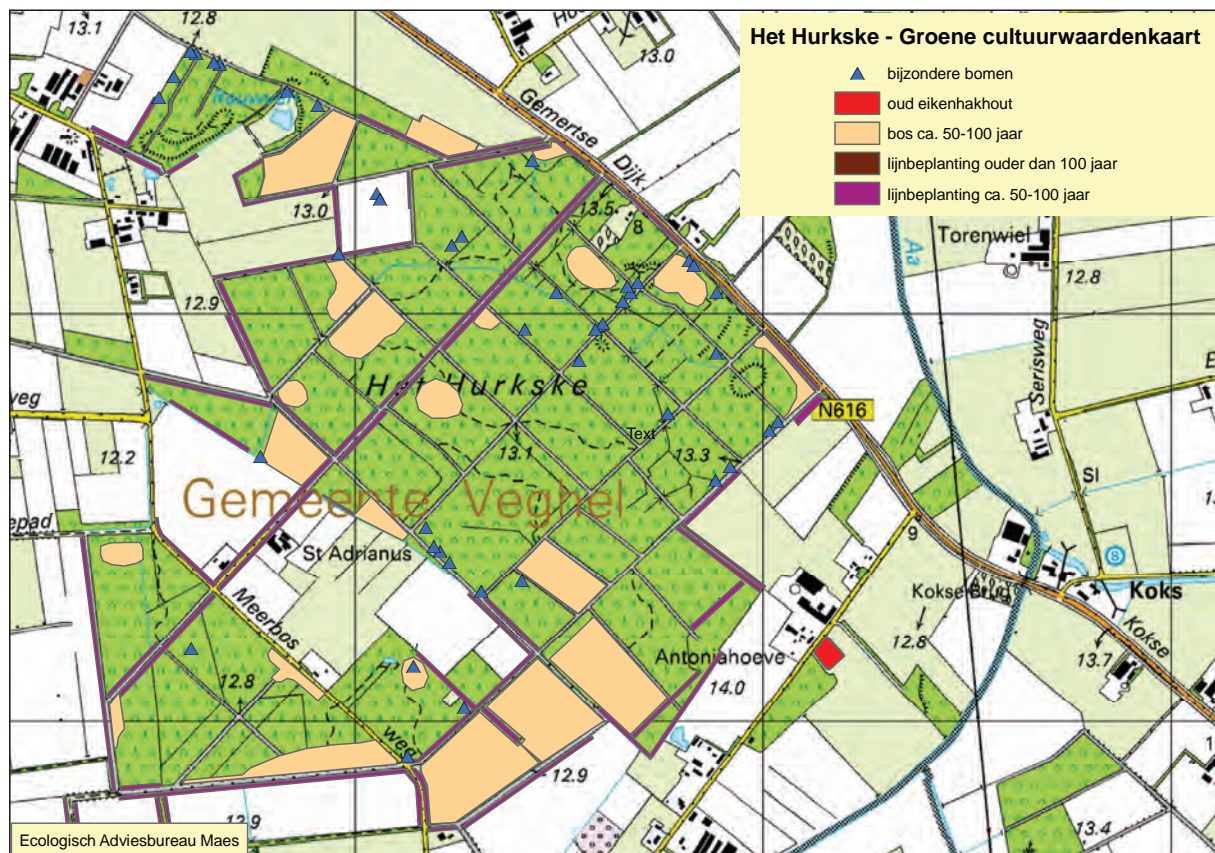 Het Hurkske - Groene cultuurwaardenkaart
bijzondere bomen
oud eikenhakhout
bos ca. 50-100 jaar
lijnbeplanting ouder dan 100 jaar
lijnbeplanting ca. 50-100 jaar
13.1
12.8
13.0
Gemertse
Dijk
13.0
13.5
8
Torenwiel
Aa
12.8
12.9
Serisweg
Het Hurkske
weg
N616
Text
13.1
13.3
12.2
Gemeente Veghel
Sl
epad
St Adrianus
9
8
Kokse Brug
Koks
Meerbos
Kokse
12.8
Antoniahoeve
13.7
12.8
14.0
weg
12.9
12.9
13.4
Ecologisch Adviesbureau Maes